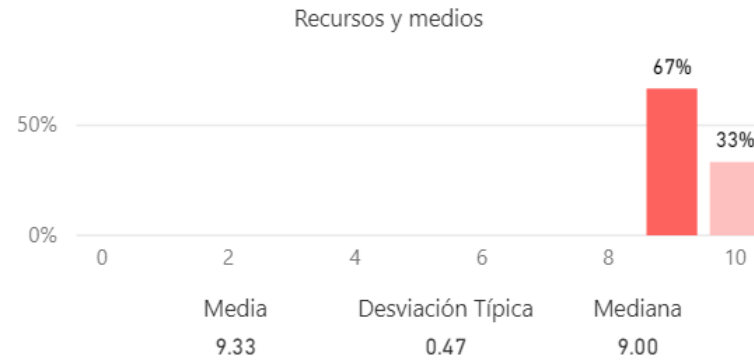 Recursos y medios
67%
50%
33%
0%
0 2 4 6 8 10
Media Desviación Típica Mediana
9.33 0.47 9.00